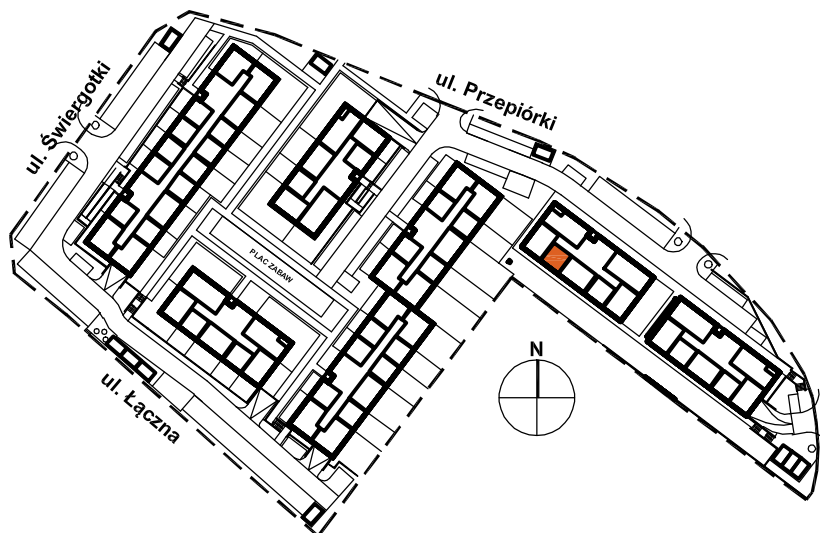 ul. Świergotki
ul. Przepiórki
PLAC ZABAW
N
ul. Łączna